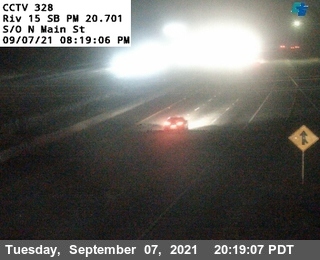 CCTV 328
Riv 15 SB PM 20.701
S/O N Main St
09/07/21 08:19:06 PM
Tuesday, September 07, 2021 20:19:07 PDT